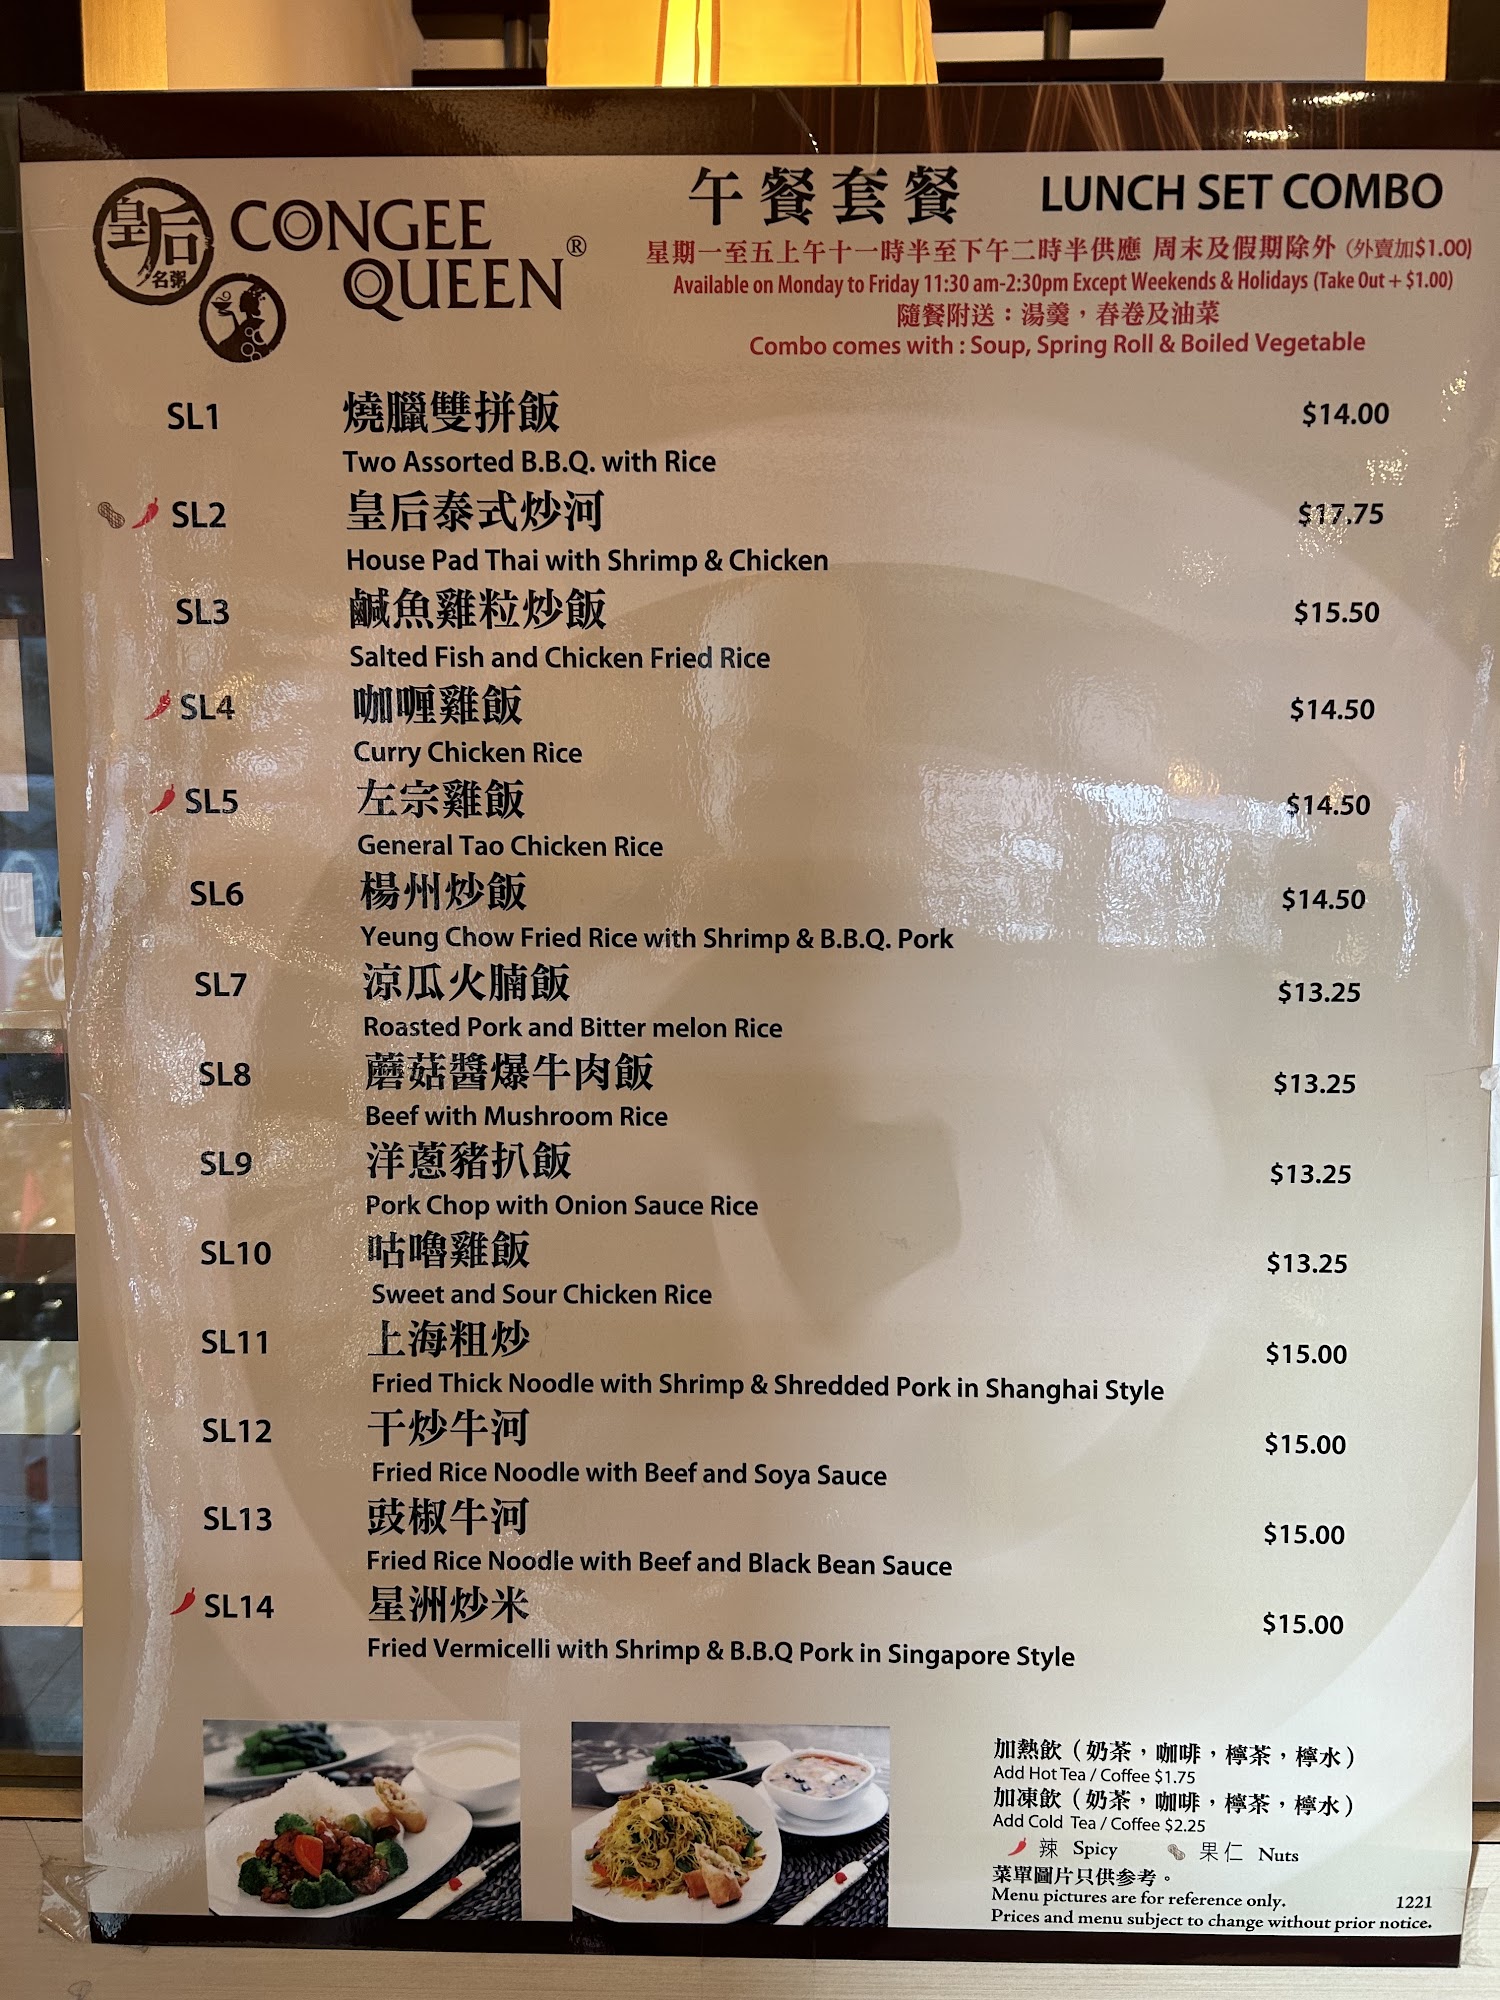 皇后
名粥
CONGEE
QUEEN®
午餐套餐 LUNCH SET COMBO
星期一至五上午十一時半至下午二時半供應 周末及假期除外 (外賣加$1.00)
Available on Monday to Friday 11:30 am-2:30pm Except Weekends & Holidays (Take Out + $1.00)
隨餐附送：湯羹，春卷及油菜
Combo comes with : Soup, Spring Roll & Boiled Vegetable
SL1 燒臘雙拼飯 $14.00
Two Assorted B.B.Q. with Rice
SL2 皇后泰式炒河 $17.75
House Pad Thai with Shrimp & Chicken
SL3 鹹魚雞粒炒飯 $15.50
Salted Fish and Chicken Fried Rice
SL4 咖喱雞飯 $14.50
Curry Chicken Rice
SL5 左宗雞飯 $14.50
General Tao Chicken Rice
SL6 楊州炒飯 $14.50
Yeung Chow Fried Rice with Shrimp & B.B.Q. Pork
SL7 涼瓜火腩飯 $13.25
Roasted Pork and Bitter melon Rice
SL8 蘑菇醬爆牛肉飯 $13.25
Beef with Mushroom Rice
SL9 洋蔥豬扒飯 $13.25
Pork Chop with Onion Sauce Rice
SL10 咕嚕雞飯 $13.25
Sweet and Sour Chicken Rice
SL11 上海粗炒 $15.00
Fried Thick Noodle with Shrimp & Shredded Pork in Shanghai Style
SL12 干炒牛河 $15.00
Fried Rice Noodle with Beef and Soya Sauce
SL13 豉椒牛河 $15.00
Fried Rice Noodle with Beef and Black Bean Sauce
SL14 星洲炒米 $15.00
Fried Vermicelli with Shrimp & B.B.Q Pork in Singapore Style
加熱飲（奶茶，咖啡，檸茶，檸水）
Add Hot Tea / Coffee $1.75
加凍飲（奶茶，咖啡，檸茶，檸水）
Add Cold Tea / Coffee $2.25
辣 Spicy 果仁 Nuts
菜單圖片只供參考。
Menu pictures are for reference only. 1221
Prices and menu subject to change without prior notice.